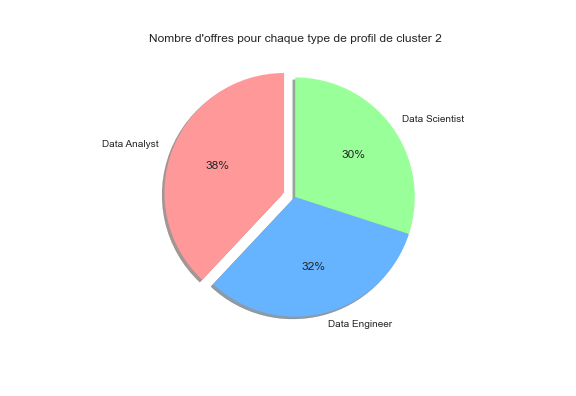 Nombre d'offres pour chaque type de profil de cluster 2
Data Scientist
Data Analyst
30%
38%
32%
Data Engineer